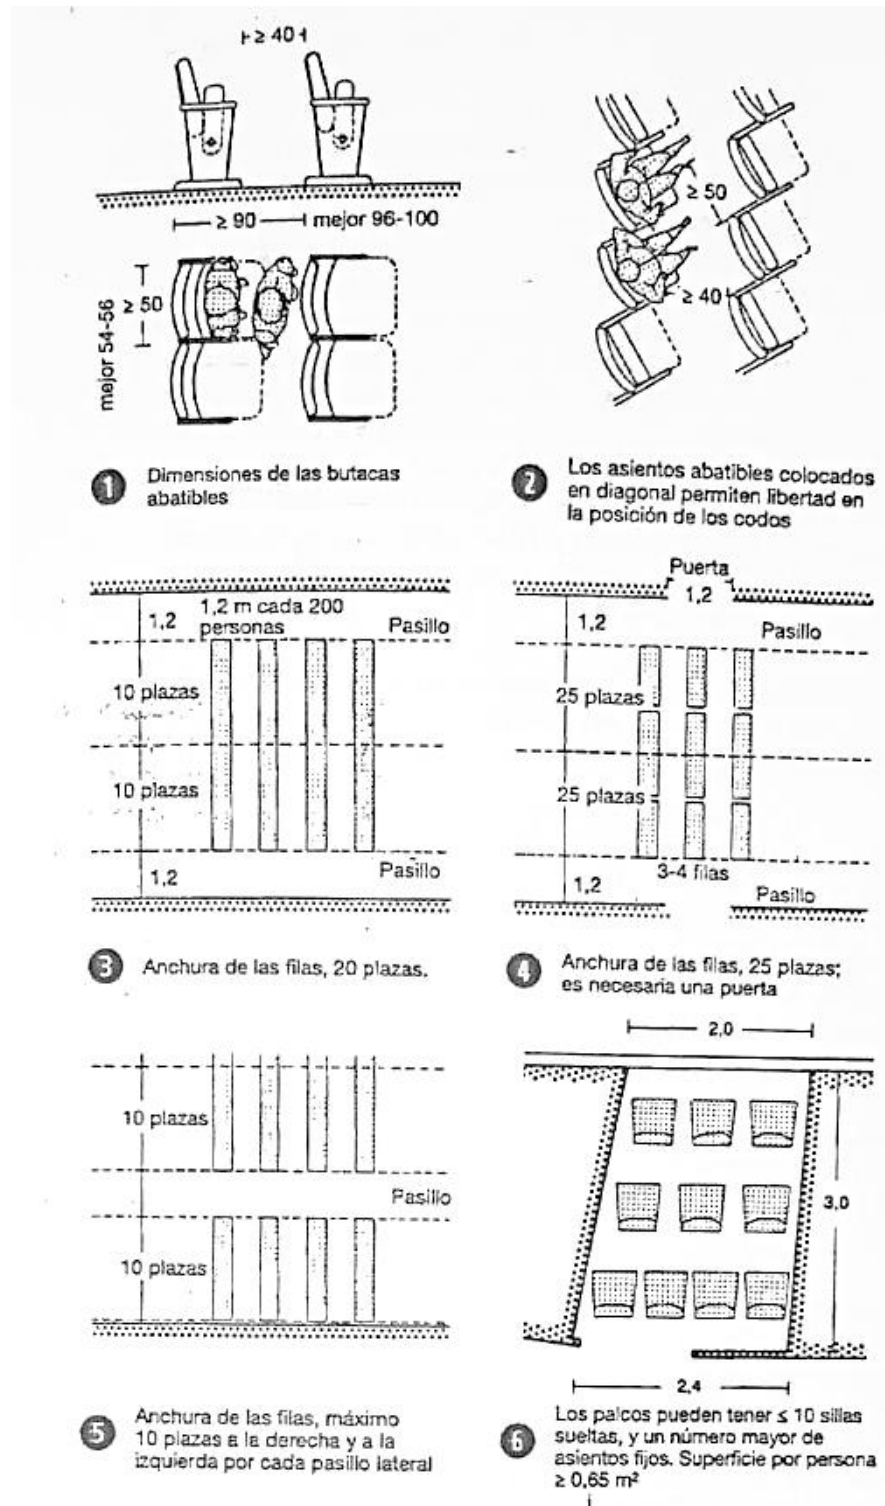 ≥ 40
≥ 90
mejor 96-100
≥ 50
mejor 54-56
1 Dimensiones de las butacas
abatibles
≥ 50
≥ 40
2 Los asientos abatibles colocados
en diagonal permiten libertad en
la posición de los codos
1,2
1,2 m cada 200
personas
Pasillo
10 plazas
10 plazas
1,2
Pasillo
3 Anchura de las filas, 20 plazas.
Puerta
1,2
1,2
Pasillo
25 plazas
25 plazas
3-4 filas
1,2
Pasillo
4 Anchura de las filas, 25 plazas;
es necesaria una puerta
10 plazas
Pasillo
10 plazas
5 Anchura de las filas, máximo
10 plazas a la derecha y a la
izquierda por cada pasillo lateral
2,0
3,0
2,4
6 Los palcos pueden tener ≤ 10 sillas
sueltas, y un número mayor de
asientos fijos. Superficie por persona
≥ 0,65 m²